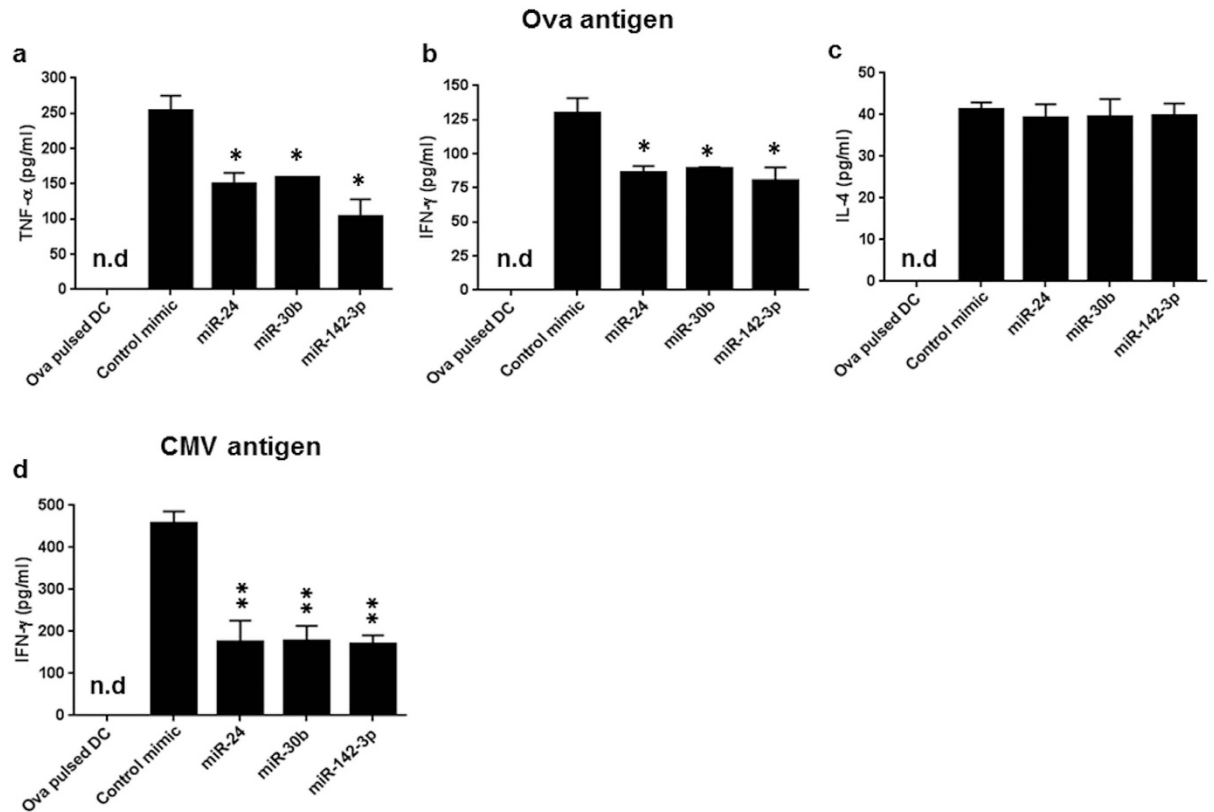 Ova antigen
a
TNF-α (pg/ml)
300
250
200
150
100
50
0
n.d
*
*
*
Ova pulsed DC
Control mimic
miR-24
miR-30b
miR-142-3p
b
IFN-γ (pg/ml)
150
125
100
75
50
25
0
n.d
*
*
*
Ova pulsed DC
Control mimic
miR-24
miR-30b
miR-142-3p
c
IL-4 (pg/ml)
50
40
30
20
10
0
n.d
Ova pulsed DC
Control mimic
miR-24
miR-30b
miR-142-3p
CMV antigen
d
IFN-γ (pg/ml)
500
400
300
200
100
0
n.d
**
**
**
Ova pulsed DC
Control mimic
miR-24
miR-30b
miR-142-3p